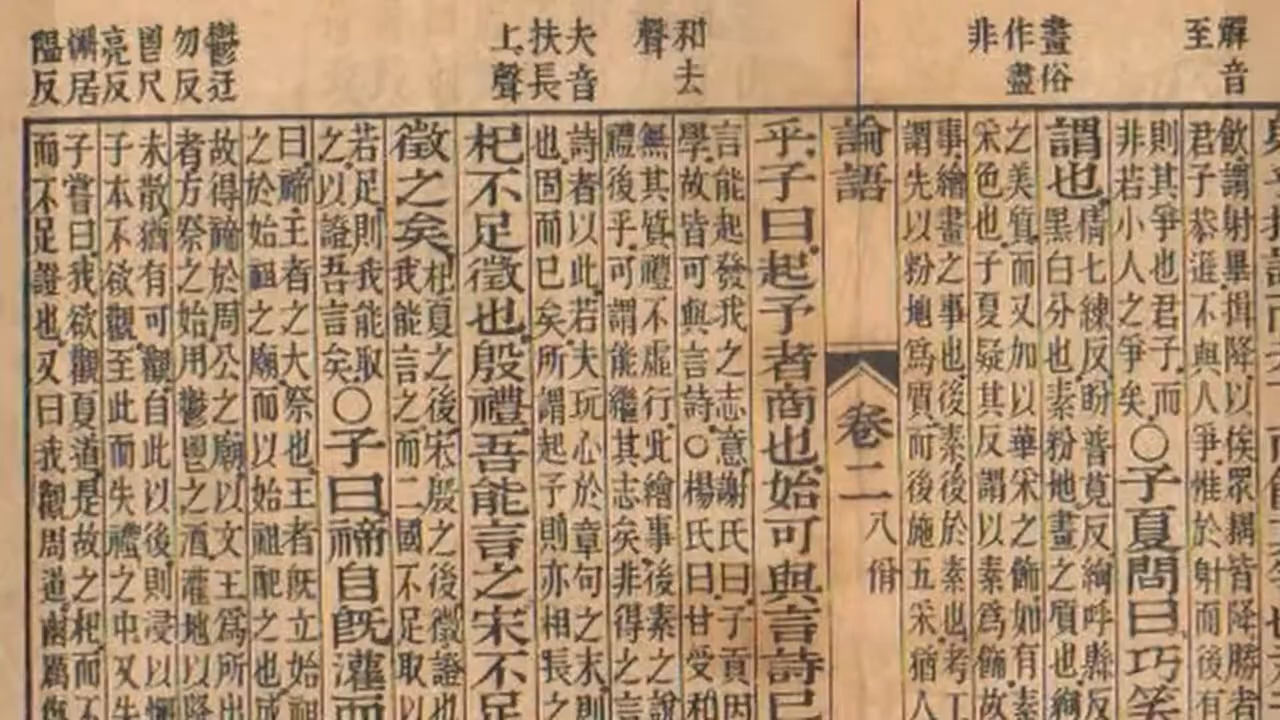 解音
至
畫俗
作畫
非
和去
聲
夫音
扶長
上聲
鬱迂
勿反
鬯尺
亮反
懈居
隘反
飲謂射畢揖降以俟眾耦皆降勝者
君子恭遜不與人爭惟於射而後有
則其爭也君子而
非若小人之爭矣
○子夏問曰巧笑
謂也
倩七練反盼普莧反絢呼縣反
黑白分也素粉地畫之質也絢
之美質而又加以華采之飾如有素
采色也子夏疑其反謂以素爲飾故
事繪畫之事也後素後於素也考工
謂先以粉地爲質而後施五采猶人
論語 卷二 八佾
乎子曰起予者商也始可與言詩已
言能起發我之志意謝氏曰子貢因
學故皆可與言詩○楊氏曰甘受和
無其質禮不虛行此繪事後素之說
禮後乎可謂能繼其志矣非得之言
詩者以此若夫玩心於章句之末則
也固而已矣所謂起予則亦相長之
杞不足徵也殷禮吾能言之宋不足
徵之矣
杞夏之後宋殷之後徵證也
我能言之而二國不足取以
若足則我能取
之以證吾言矣
○子曰禘自旣灌而
曰禘王者之大祭也王者旣立始祖
之於始祖之廟而以始祖配之也成
故得禘於周公之廟以文王爲所出
者方祭之始用鬱鬯之酒灌地以降
未散猶有可觀自此以後則浸以懈
子本不欲觀至此而失禮之中又失
子嘗曰我欲觀夏道是故之杞而不
而不足證也又曰我觀周道幽厲傷